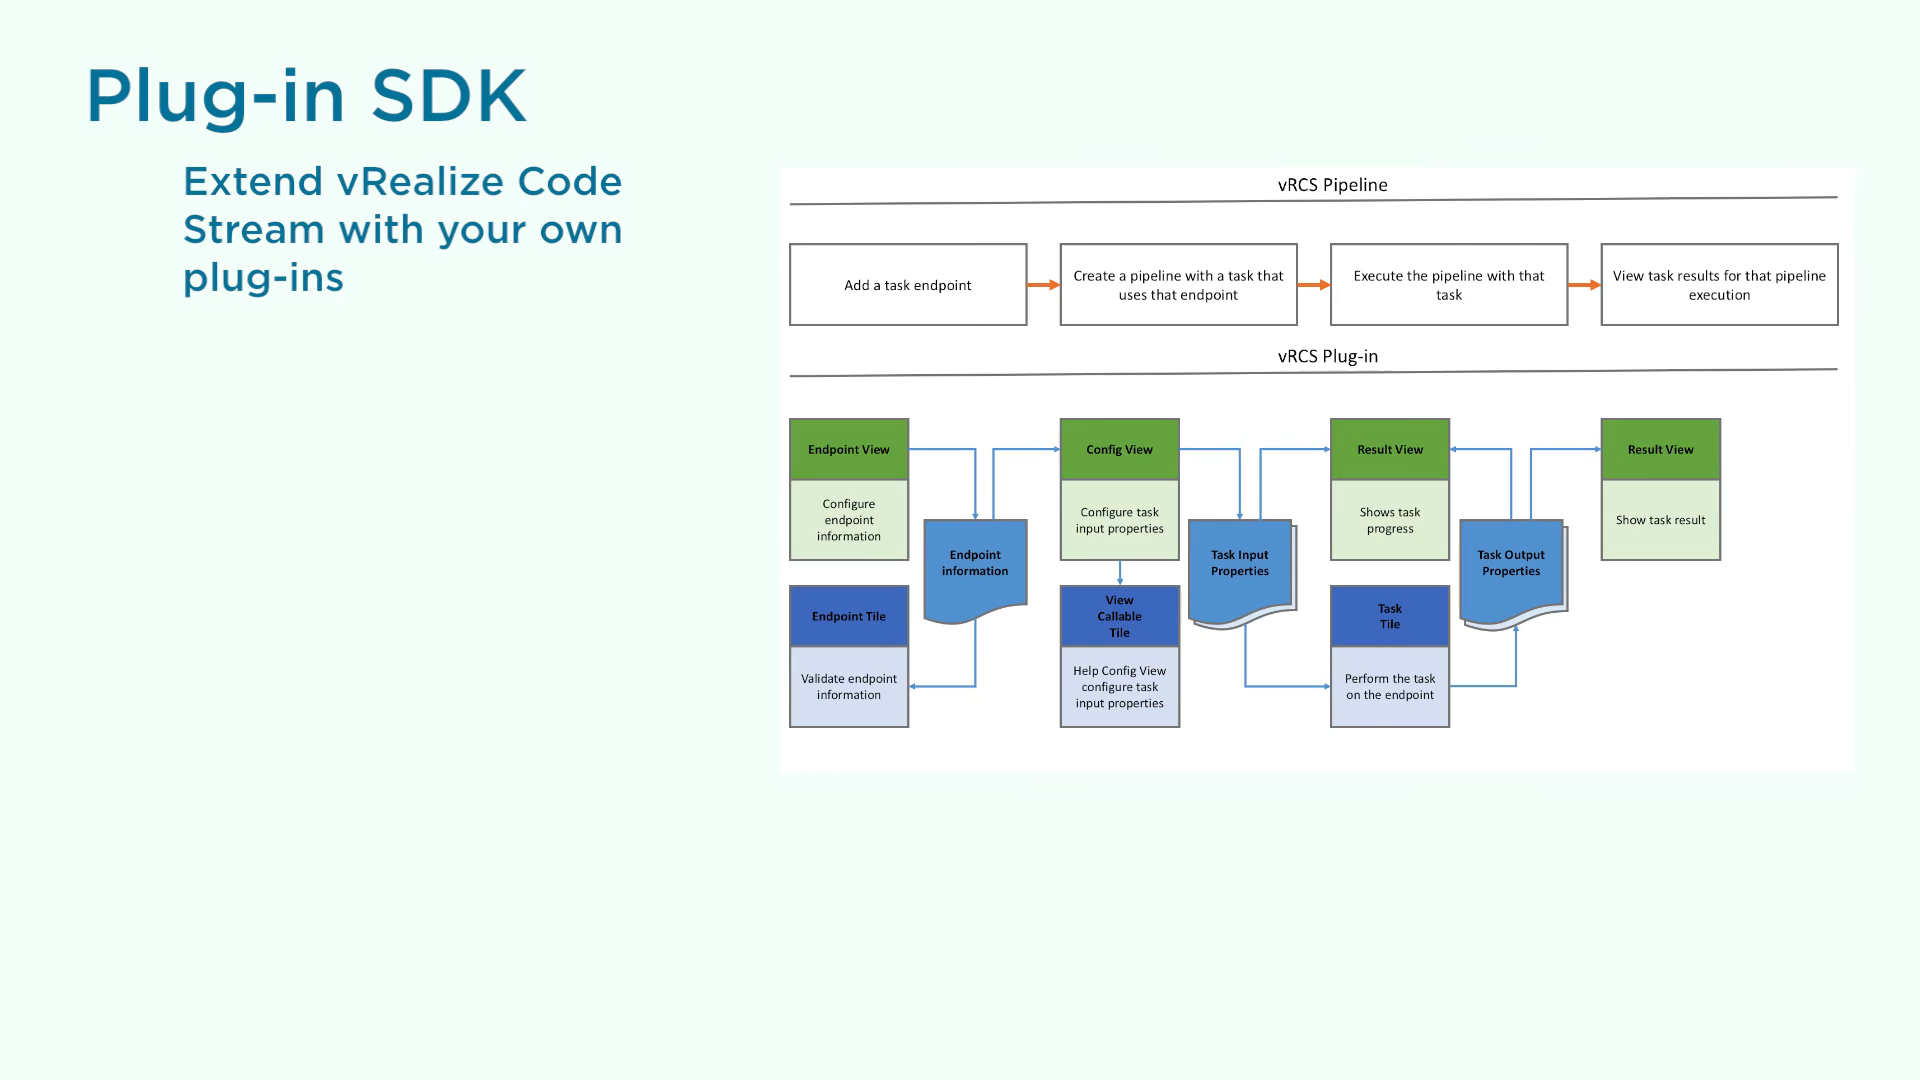 Plug-in SDK
Extend vRealize Code
Stream with your own
plug-ins
vRCS Pipeline
Add a task endpoint
Create a pipeline with a task that
uses that endpoint
Execute the pipeline with that
task
View task results for that pipeline
execution
vRCS Plug-in
Endpoint View
Configure
endpoint
information
Endpoint
information
Endpoint Tile
Validate endpoint
information
Config View
Configure task
input properties
View
Callable
Tile
Help Config View
configure task
input properties
Task Input
Properties
Result View
Shows task
progress
Task
Tile
Perform the task
on the endpoint
Task Output
Properties
Result View
Show task result